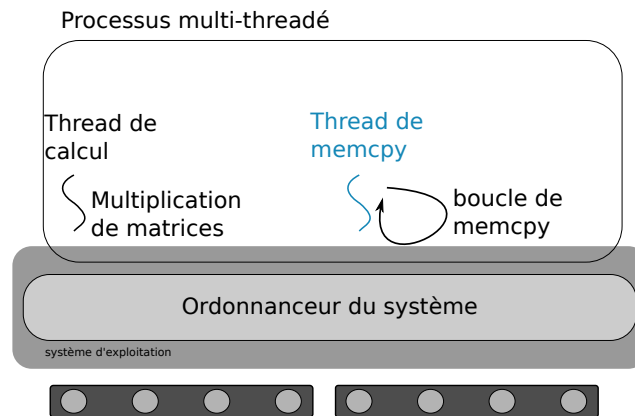 Processus multi-threadé
Thread de
calcul
Thread de
memcpy
Multiplication
de matrices
boucle de
memcpy
Ordonnanceur du système
système d'exploitation